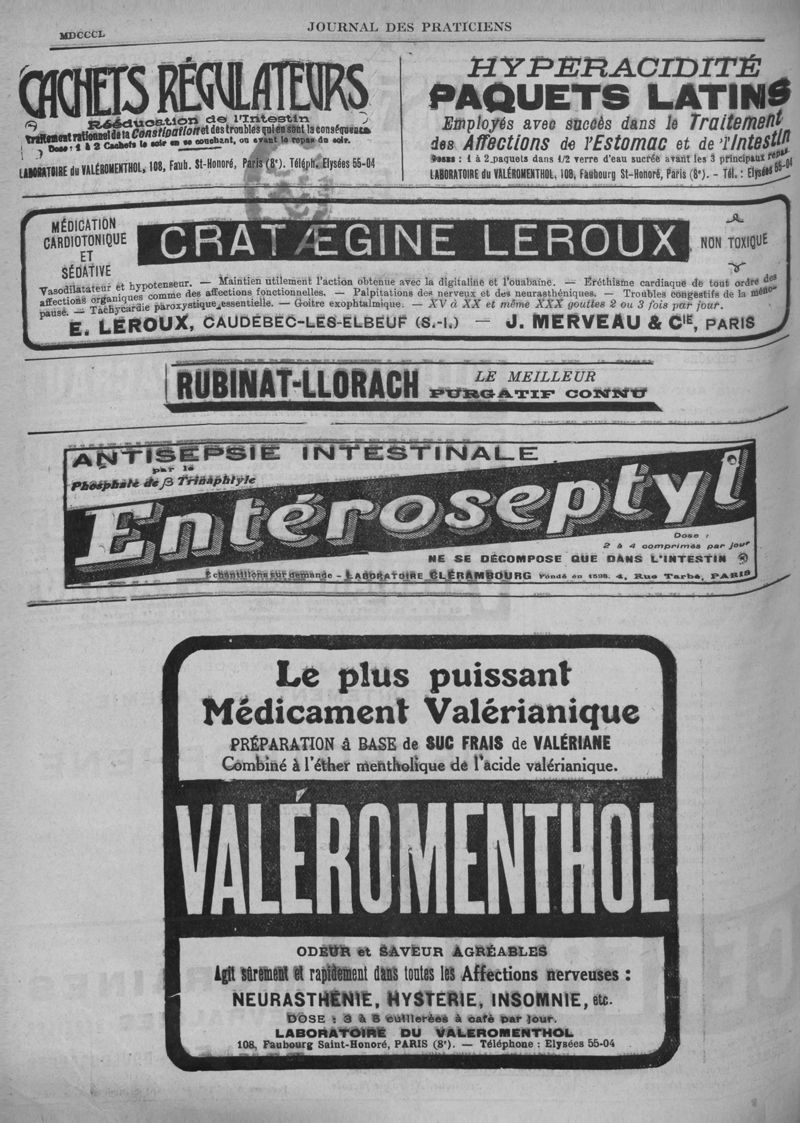 MDCCCL
JOURNAL DES PRATICIENS
CACHETS RÉGULATEURS
Rééducation de l'Intestin
Traitement rationnel de la Constipation et des troubles qui en sont la conséquence
Dose : 1 à 2 Cachets le soir en se couchant, ou avant le repas du soir.
LABORATOIRE du VALÉROMENTHOL, 108, Faub. St-Honoré, Paris (8e). Téléph. Elysées 55-04
HYPERACIDITÉ
PAQUETS LATINS
Employés avec succès dans le Traitement
des Affections de l'Estomac et de l'Intestin
Doses : 1 à 2 paquets dans 1/2 verre d'eau sucrée avant les 3 principaux repas
LABORATOIRE du VALÉROMENTHOL, 108, Faubourg St-Honoré, Paris (8e). - Tél. : Elysées 55-04
MÉDICATION
CARDIOTONIQUE
ET
SÉDATIVE
CRATÆGINE LEROUX
NON TOXIQUE
Vasodilatateur et hypotenseur. — Maintien utilement l'action obtenue avec la digitaline et l'ouabaïne. — Éréthisme cardiaque de tout ordre des
affections organiques comme des affections fonctionnelles. — Palpitations des nerveux et des neurasthéniques. — Troubles congestifs de la méno-
pause. — Tachycardie paroxystique essentielle. — Goitre exophtalmique. — XV à XX et même XXX gouttes 2 ou 3 fois par jour.
E. LEROUX, CAUDEBEC-LES-ELBEUF (S.-I.) — J. MERVEAU & CIE, PARIS
RUBINAT-LLORACH
LE MEILLEUR
PURGATIF CONNU
ANTISEPSIE INTESTINALE
par le
Phosphate de β Trinaphtyle
Entéroseptyl
Dose :
2 à 4 comprimés par jour
NE SE DÉCOMPOSE QUE DANS L'INTESTIN
Échantillons sur demande - LABORATOIRE CLÉRAMBOURG Fondé en 1898. 4, Rue Tarbé, PARIS
Le plus puissant
Médicament Valérianique
PRÉPARATION à BASE de SUC FRAIS de VALÉRIANE
Combiné à l'éther mentholique de l'acide valérianique.
VALÉROMENTHOL
ODEUR et SAVEUR AGRÉABLES
Agit sûrement et rapidement dans toutes les Affections nerveuses :
NEURASTHÉNIE, HYSTERIE, INSOMNIE, etc.
DOSE : 3 à 5 cuillerées à café par jour.
LABORATOIRE DU VALEROMENTHOL
108, Faubourg Saint-Honoré, PARIS (8e). — Téléphone : Elysées 55-04